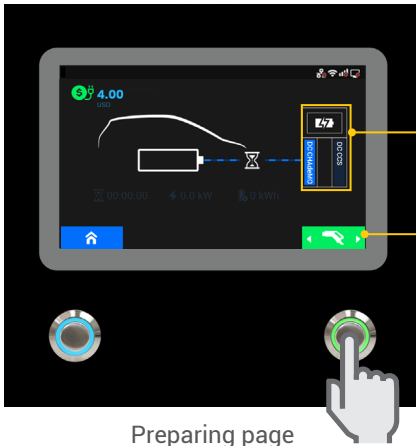 $ 4.00
USD
DC CHAdeMO
DC CCS
00:00:00 0.0 kW 0 kWh
Preparing page